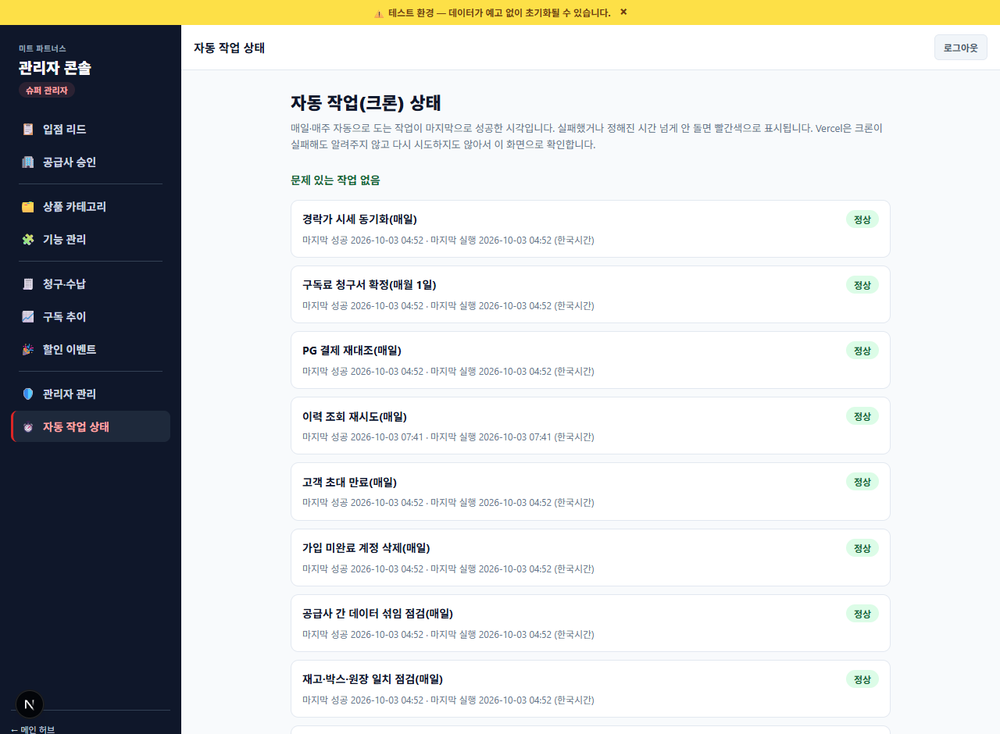 ⚠️ 테스트 환경 — 데이터가 예고 없이 초기화될 수 있습니다. ✕
미트 파트너스
관리자 콘솔
슈퍼 관리자
입점 리드
공급사 승인
상품 카테고리
기능 관리
청구·수납
구독 추이
할인 이벤트
관리자 관리
자동 작업 상태
N
← 메인 허브
자동 작업 상태
로그아웃
자동 작업(크론) 상태
매일·매주 자동으로 도는 작업이 마지막으로 성공한 시각입니다. 실패했거나 정해진 시간 넘게 안 돌면 빨간색으로 표시됩니다. Vercel은 크론이
실패해도 알려주지 않고 다시 시도하지도 않아서 이 화면으로 확인합니다.
문제 있는 작업 없음
경락가 시세 동기화(매일)
정상
마지막 성공 2026-10-03 04:52 · 마지막 실행 2026-10-03 04:52 (한국시간)
구독료 청구서 확정(매월 1일)
정상
마지막 성공 2026-10-03 04:52 · 마지막 실행 2026-10-03 04:52 (한국시간)
PG 결제 재대조(매일)
정상
마지막 성공 2026-10-03 04:52 · 마지막 실행 2026-10-03 04:52 (한국시간)
이력 조회 재시도(매일)
정상
마지막 성공 2026-10-03 07:41 · 마지막 실행 2026-10-03 07:41 (한국시간)
고객 초대 만료(매일)
정상
마지막 성공 2026-10-03 04:52 · 마지막 실행 2026-10-03 04:52 (한국시간)
가입 미완료 계정 삭제(매일)
정상
마지막 성공 2026-10-03 04:52 · 마지막 실행 2026-10-03 04:52 (한국시간)
공급사 간 데이터 섞임 점검(매일)
정상
마지막 성공 2026-10-03 04:52 · 마지막 실행 2026-10-03 04:52 (한국시간)
재고·박스·원장 일치 점검(매일)
정상
마지막 성공 2026-10-03 04:52 · 마지막 실행 2026-10-03 04:52 (한국시간)